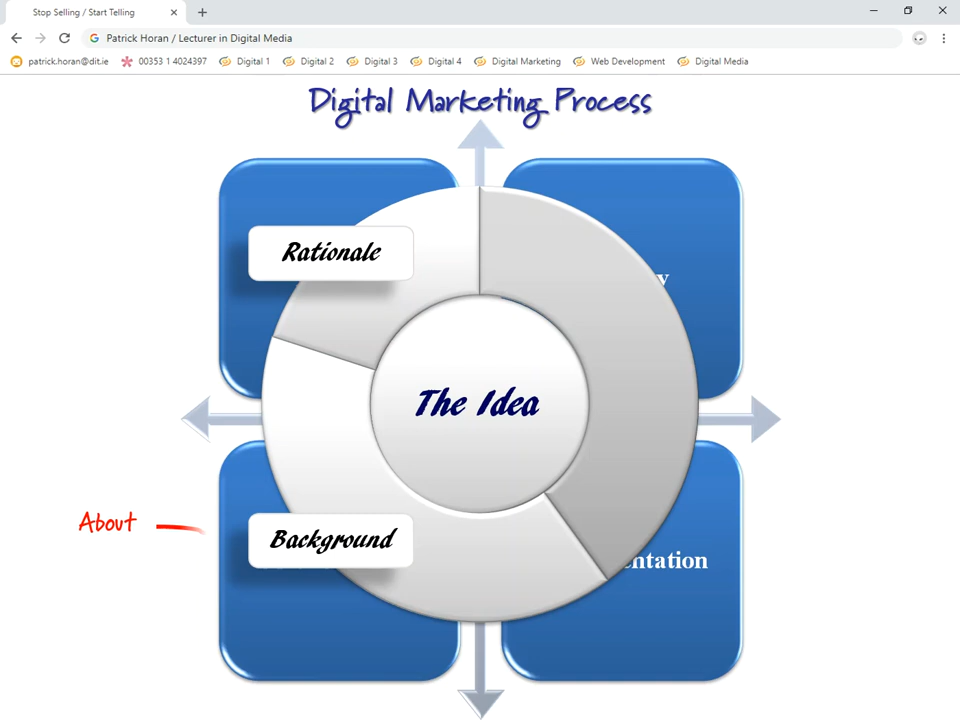 Stop Selling / Start Telling
Patrick Horan / Lecturer in Digital Media
patrick.horan@dit.ie 00353 1 4024397 Digital 1 Digital 2 Digital 3 Digital 4 Digital Marketing Web Development Digital Media
Digital Marketing Process
Rationale
The Idea
About
Background